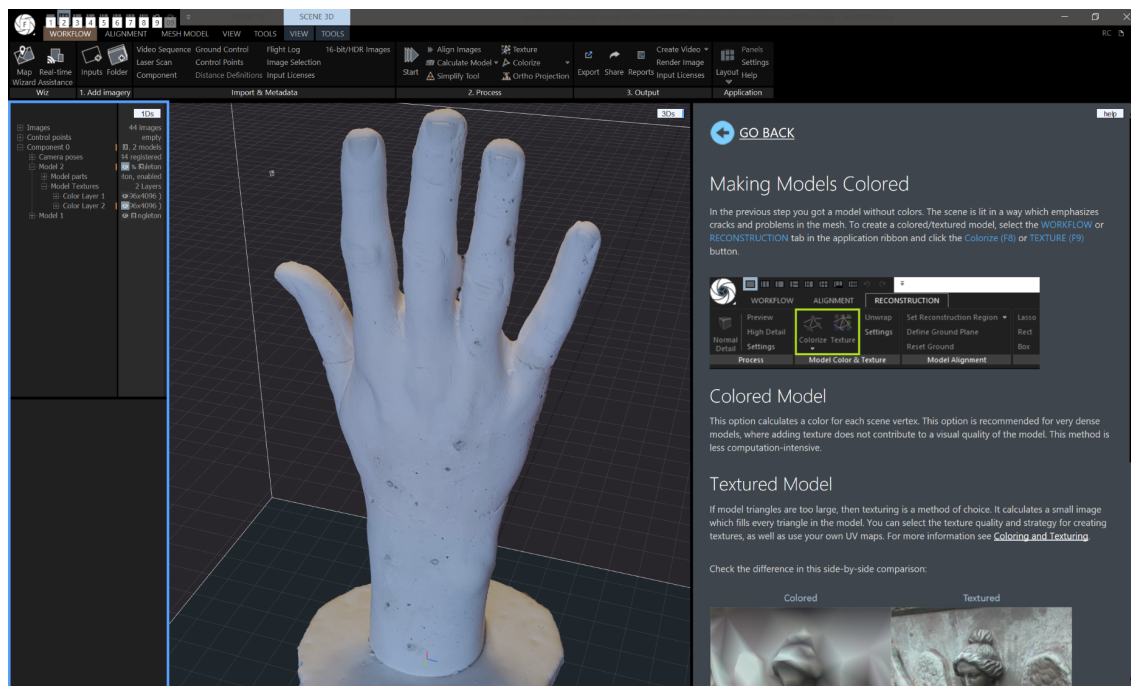 SCENE 3D
1 2 3 4 5 6 7 8 9
WORKFLOW ALIGNMENT MESH MODEL VIEW TOOLS VIEW TOOLS
RC
Map Wizard
Real-time Assistance
Wiz
Inputs Folder
1. Add imagery
Video Sequence Ground Control Flight Log 16-bit/HDR Images
Laser Scan Control Points Image Selection
Component Distance Definitions Input Licenses
Import & Metadata
Start
Align Images Texture
Calculate Model Colorize
Simplify Tool Ortho Projection
2. Process
Export Share Reports
Create Video
Render Image
Input Licenses
3. Output
Layout
Panels
Settings
Help
Application
1Ds
Images 44 images
Control points empty
Component 0 2 models
Camera poses 44 registered
Model 2
Model parts enabled
Model Textures 2 Layers
Color Layer 1 96x4096 )
Color Layer 2 96x4096 )
Model 1
3Ds
help
GO BACK
Making Models Colored
In the previous step you got a model without colors. The scene is lit in a way which emphasizes
cracks and problems in the mesh. To create a colored/textured model, select the WORKFLOW or
RECONSTRUCTION tab in the application ribbon and click the Colorize (F8) or TEXTURE (F9)
button.
WORKFLOW ALIGNMENT RECONSTRUCTION
Normal Detail
Preview
High Detail
Settings
Process
Colorize Texture
Unwrap
Settings
Model Color & Texture
Set Reconstruction Region
Define Ground Plane
Reset Ground
Model Alignment
Lasso
Rect
Box
Colored Model
This option calculates a color for each scene vertex. This option is recommended for very dense
models, where adding texture does not contribute to a visual quality of the model. This method is
less computation-intensive.
Textured Model
If model triangles are too large, then texturing is a method of choice. It calculates a small image
which fills every triangle in the model. You can select the texture quality and strategy for creating
textures, as well as use your own UV maps. For more information see Coloring and Texturing.
Check the difference in this side-by-side comparison:
Colored Textured